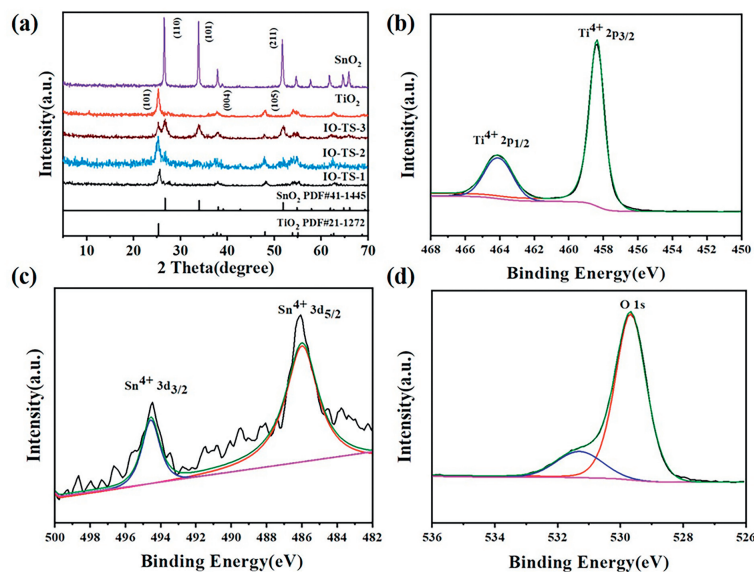 (a)
Intensity(a.u.)
(110)
(101)
(211)
SnO2
(101)
(004)
(105)
TiO2
IO-TS-3
IO-TS-2
IO-TS-1
SnO2 PDF#41-1445
TiO2 PDF#21-1272
10 20 30 40 50 60 70
2 Theta(degree)
(b)
Intensity(a.u.)
Ti4+ 2p3/2
Ti4+ 2p1/2
468 466 464 462 460 458 456 454 452 450
Binding Energy(eV)
(c)
Intensity(a.u.)
Sn4+ 3d5/2
Sn4+ 3d3/2
500 498 496 494 492 490 488 486 484 482
Binding Energy(eV)
(d)
Intensity(a.u.)
O 1s
536 534 532 530 528 526
Binding Energy(eV)